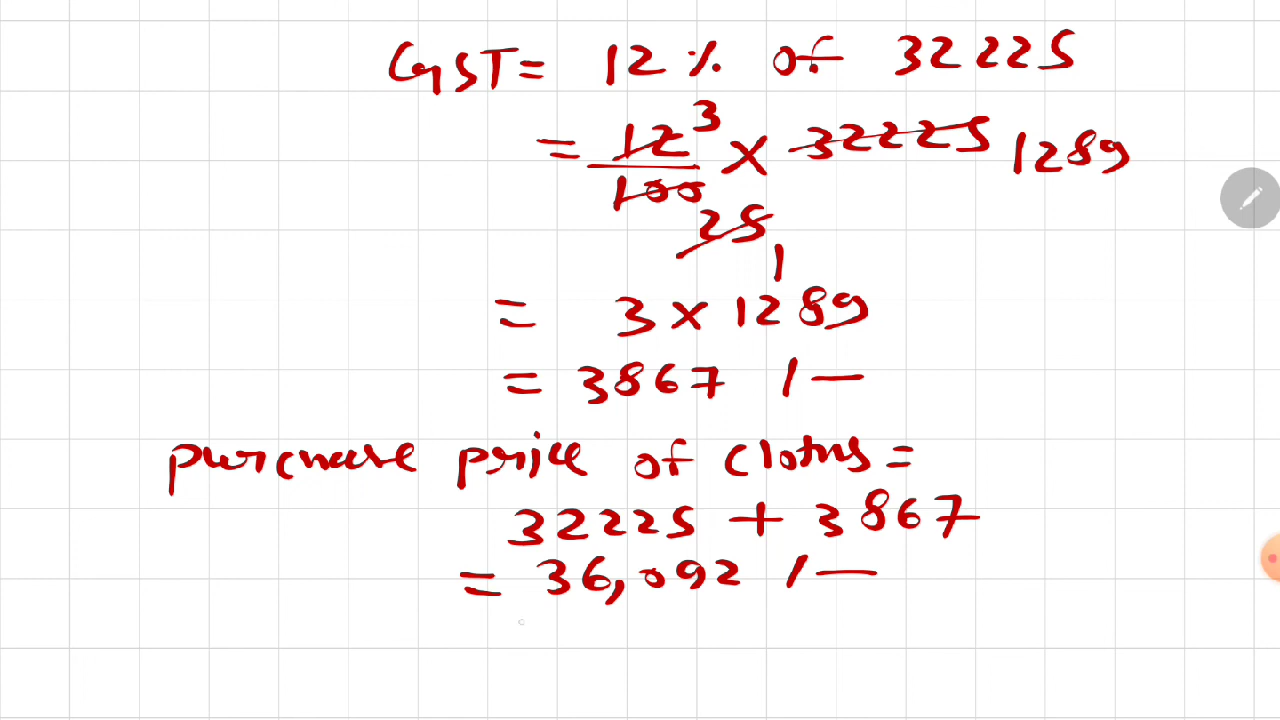 GST = 12 % of 32225
= 12 3 × 32225 1289
100
25
1
= 3 × 1289
= 3867 /—
purchase price of cloths =
32225 + 3867
= 36,092 /—